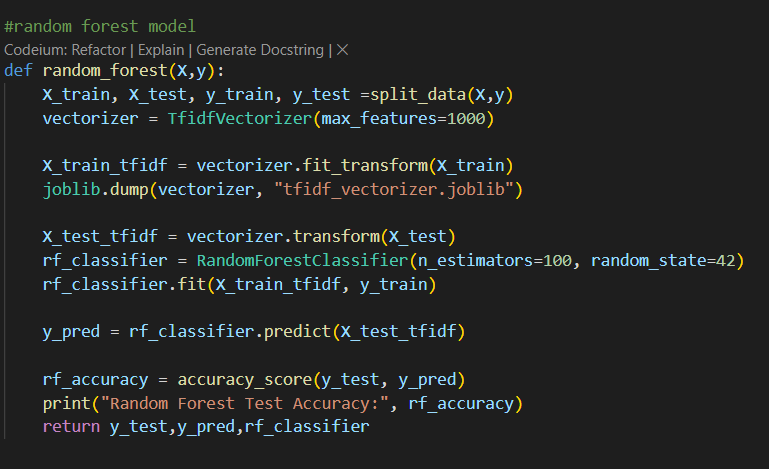 #random forest model
Codeium: Refactor | Explain | Generate Docstring | ×
def random_forest(X,y):
    X_train, X_test, y_train, y_test =split_data(X,y)
    vectorizer = TfidfVectorizer(max_features=1000)
    X_train_tfidf = vectorizer.fit_transform(X_train)
    joblib.dump(vectorizer, "tfidf_vectorizer.joblib")
    X_test_tfidf = vectorizer.transform(X_test)
    rf_classifier = RandomForestClassifier(n_estimators=100, random_state=42)
    rf_classifier.fit(X_train_tfidf, y_train)
    y_pred = rf_classifier.predict(X_test_tfidf)
    rf_accuracy = accuracy_score(y_test, y_pred)
    print("Random Forest Test Accuracy:", rf_accuracy)
    return y_test,y_pred,rf_classifier